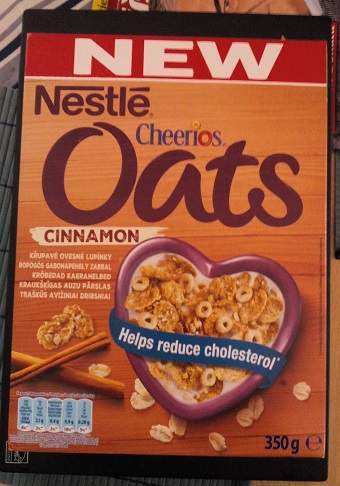 NEW
Nestlé
Cheerios
Oats
CINNAMON
KŘUPAVÉ OVESNÉ LUPÍNKY
ROPOGÓS GABONAPEHELY ZABBAL
KRÕBEDAD KAERAHELBED
KRAUKŠĶĪGAS AUZU PĀRSLAS
TRAŠKŪS AVIŽINIAI DRIBSNIAI
Helps reduce cholesterol*
350 g e